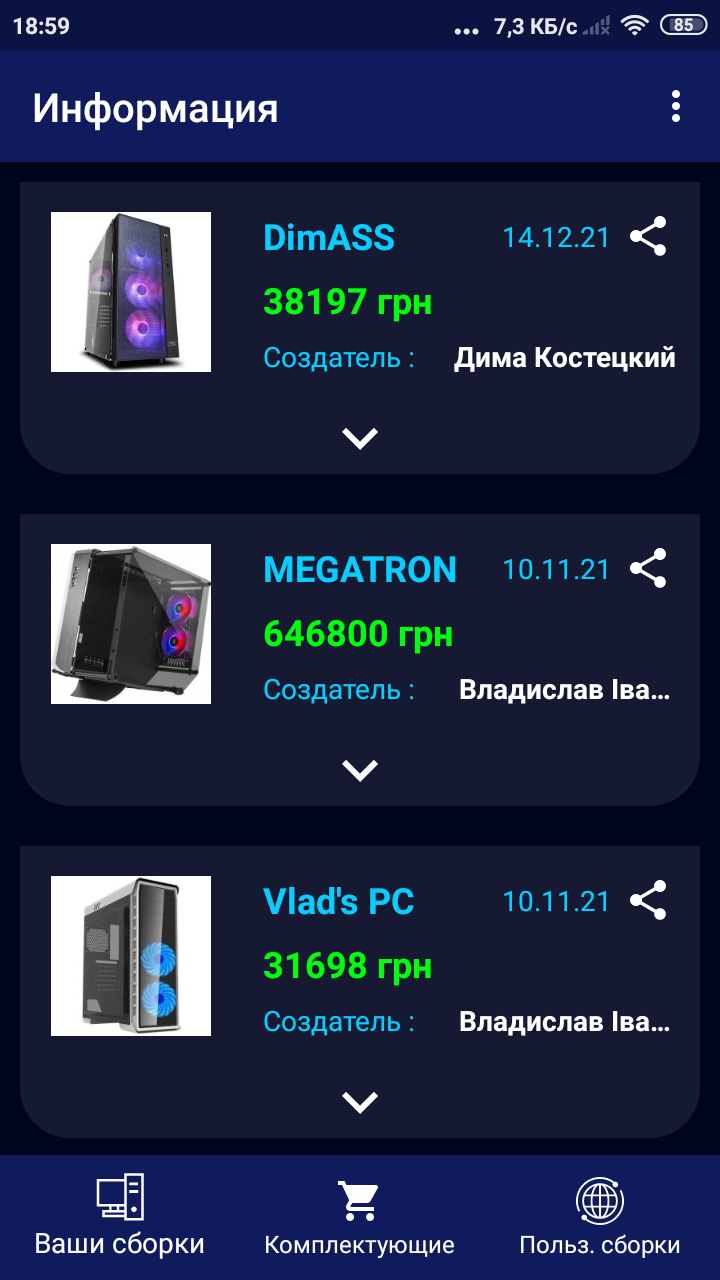 18:59 ... 7,3 КБ/с 85
Информация
DimASS 14.12.21
38197 грн
Создатель : Дима Костецкий
MEGATRON 10.11.21
646800 грн
Создатель : Владислав Іва...
Vlad's PC 10.11.21
31698 грн
Создатель : Владислав Іва...
Ваши сборки Комплектующие Польз. сборки